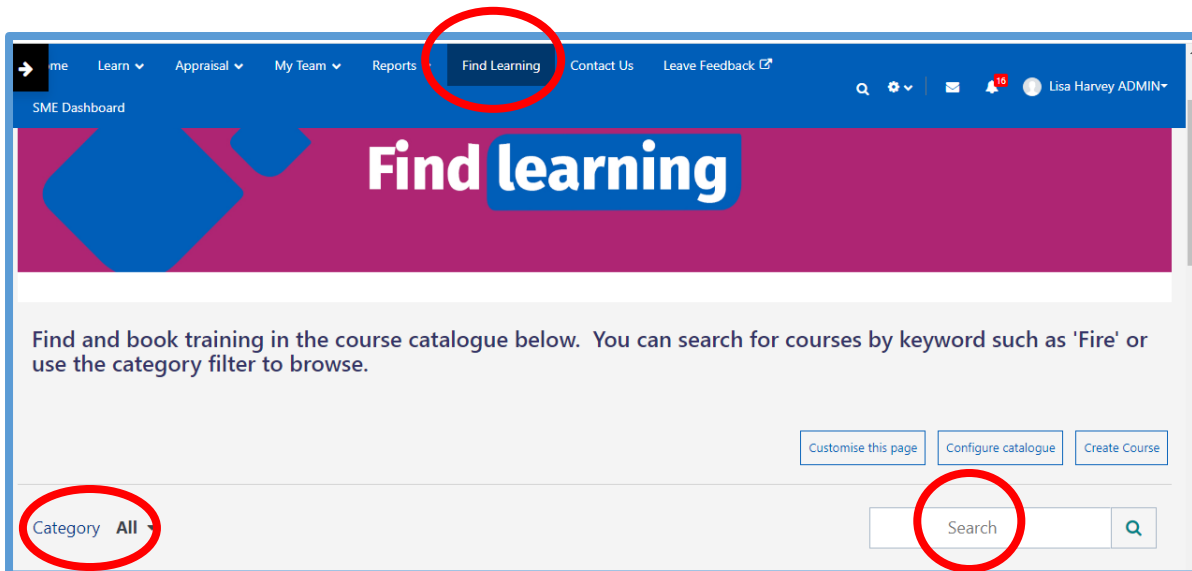 ome Learn Appraisal My Team Reports Find Learning Contact Us Leave Feedback
16 Lisa Harvey ADMIN
SME Dashboard
Find learning
Find and book training in the course catalogue below. You can search for courses by keyword such as 'Fire' or
use the category filter to browse.
Customise this page Configure catalogue Create Course
Category All Search